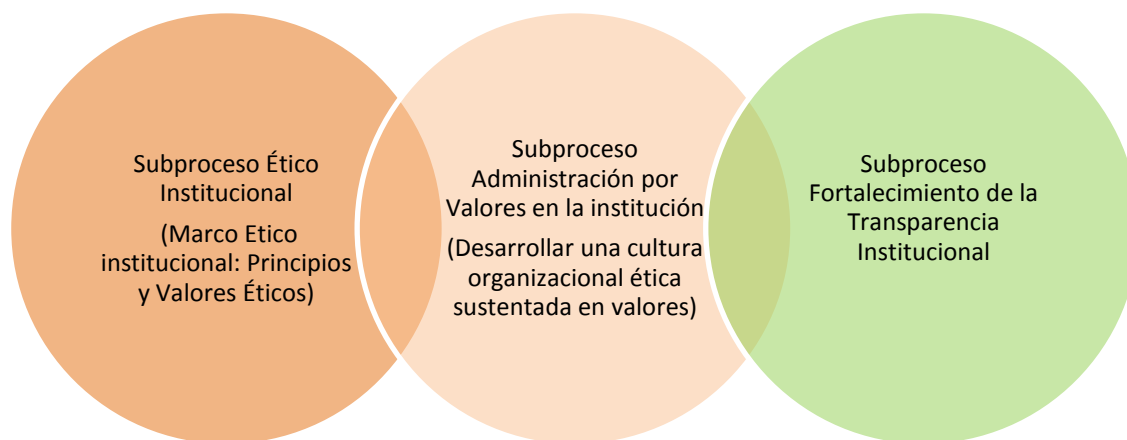 Subproceso Ético
Institucional
(Marco Etico
institucional: Principios
y Valores Éticos)
Subproceso
Administración por
Valores en la institución
(Desarrollar una cultura
organizacional ética
sustentada en valores)
Subproceso
Fortalecimiento de la
Transparencia
Institucional